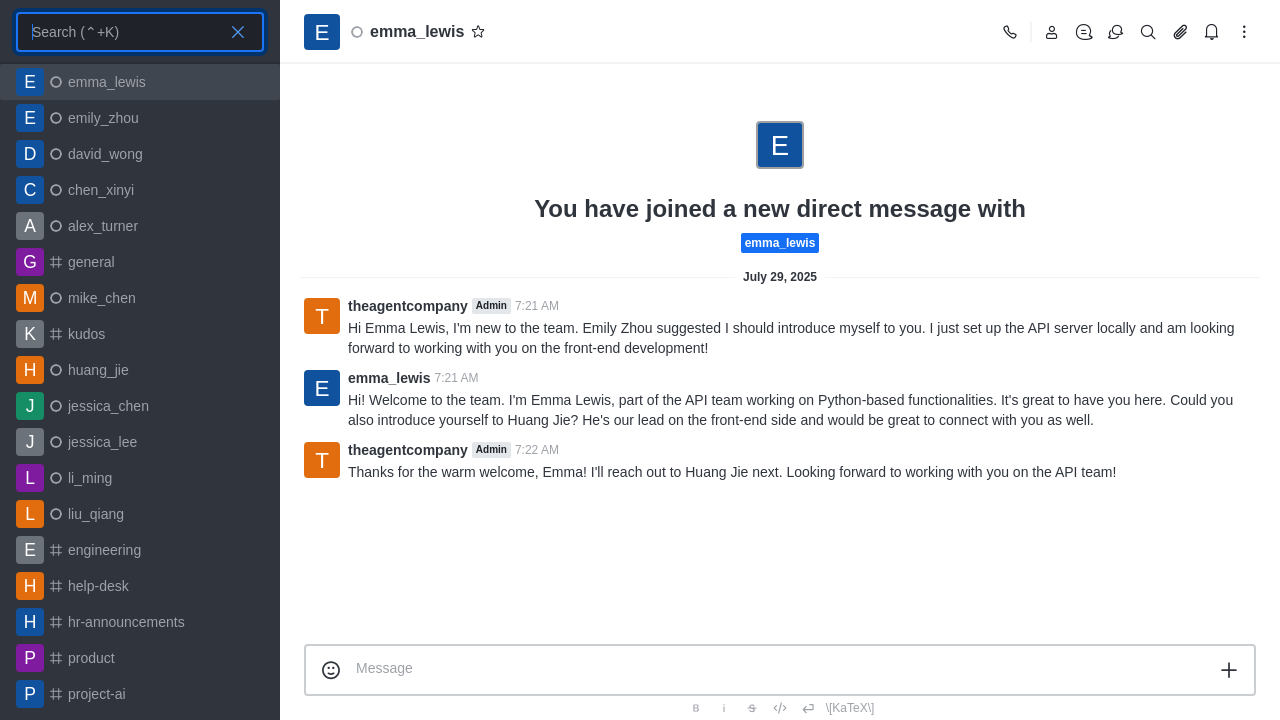 Search (⌃+K)
E emma_lewis
E emily_zhou
D david_wong
C chen_xinyi
A alex_turner
G general
M mike_chen
K kudos
H huang_jie
J jessica_chen
J jessica_lee
L li_ming
L liu_qiang
E engineering
H help-desk
H hr-announcements
P product
P project-ai
E emma_lewis
E
You have joined a new direct message with
emma_lewis
July 29, 2025
T theagentcompany Admin 7:21 AM
Hi Emma Lewis, I'm new to the team. Emily Zhou suggested I should introduce myself to you. I just set up the API server locally and am looking
forward to working with you on the front-end development!
E emma_lewis 7:21 AM
Hi! Welcome to the team. I'm Emma Lewis, part of the API team working on Python-based functionalities. It's great to have you here. Could you
also introduce yourself to Huang Jie? He's our lead on the front-end side and would be great to connect with you as well.
T theagentcompany Admin 7:22 AM
Thanks for the warm welcome, Emma! I'll reach out to Huang Jie next. Looking forward to working with you on the API team!
Message
B i S \[KaTeX\]